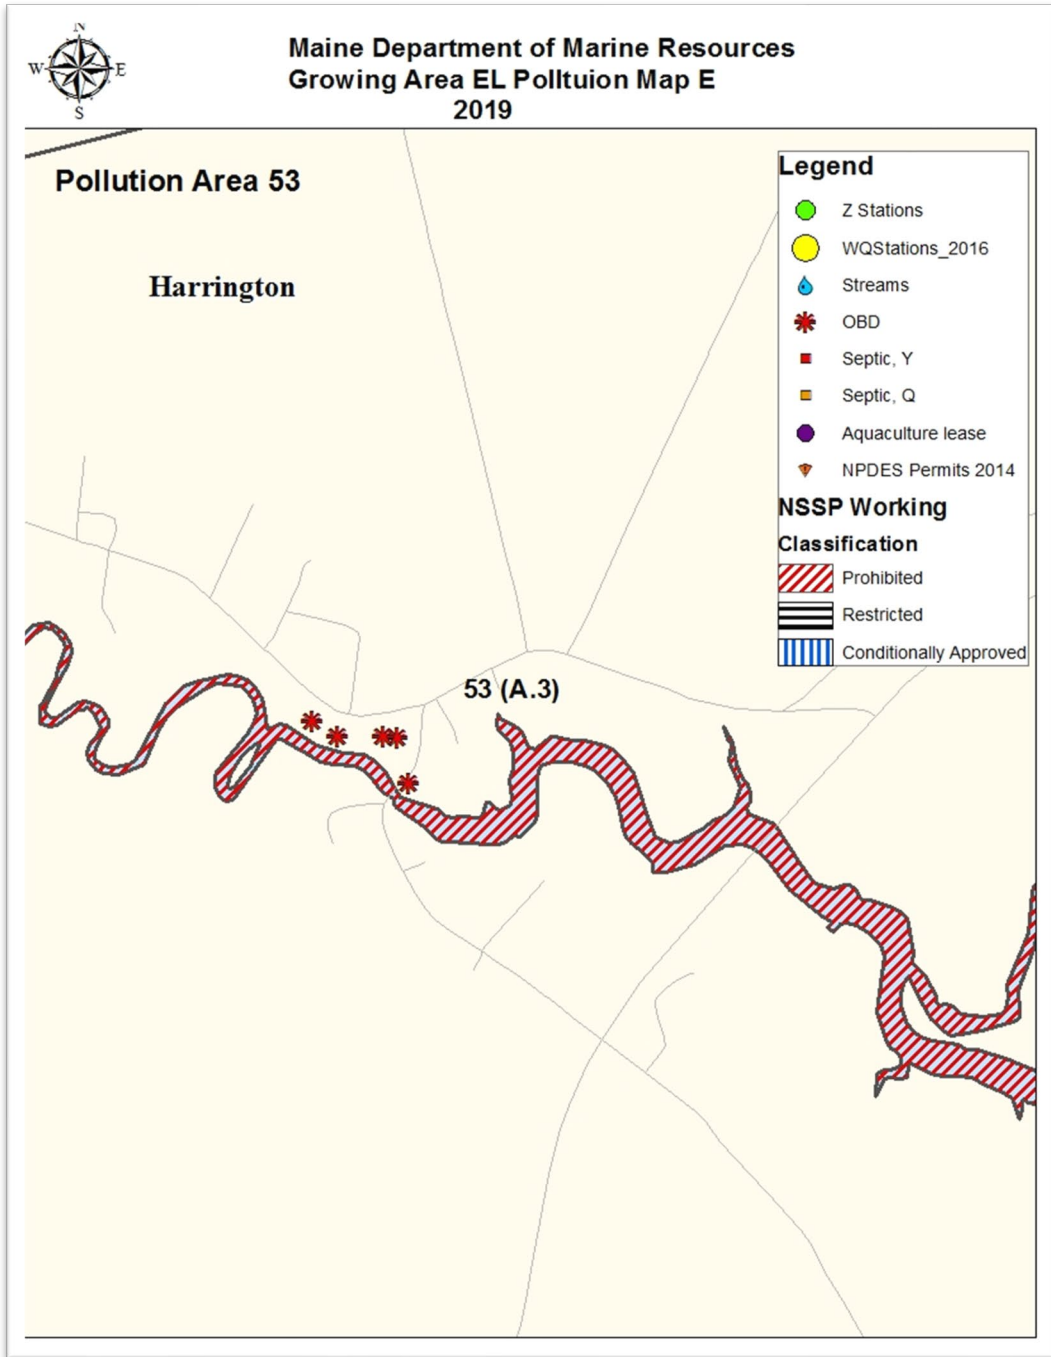 N
W E
S
Maine Department of Marine Resources
Growing Area EL Polltuion Map E
2019
Pollution Area 53
Harrington
Legend
Z Stations
WQStations_2016
Streams
OBD
Septic, Y
Septic, Q
Aquaculture lease
NPDES Permits 2014
NSSP Working
Classification
Prohibited
Restricted
Conditionally Approved
53 (A.3)